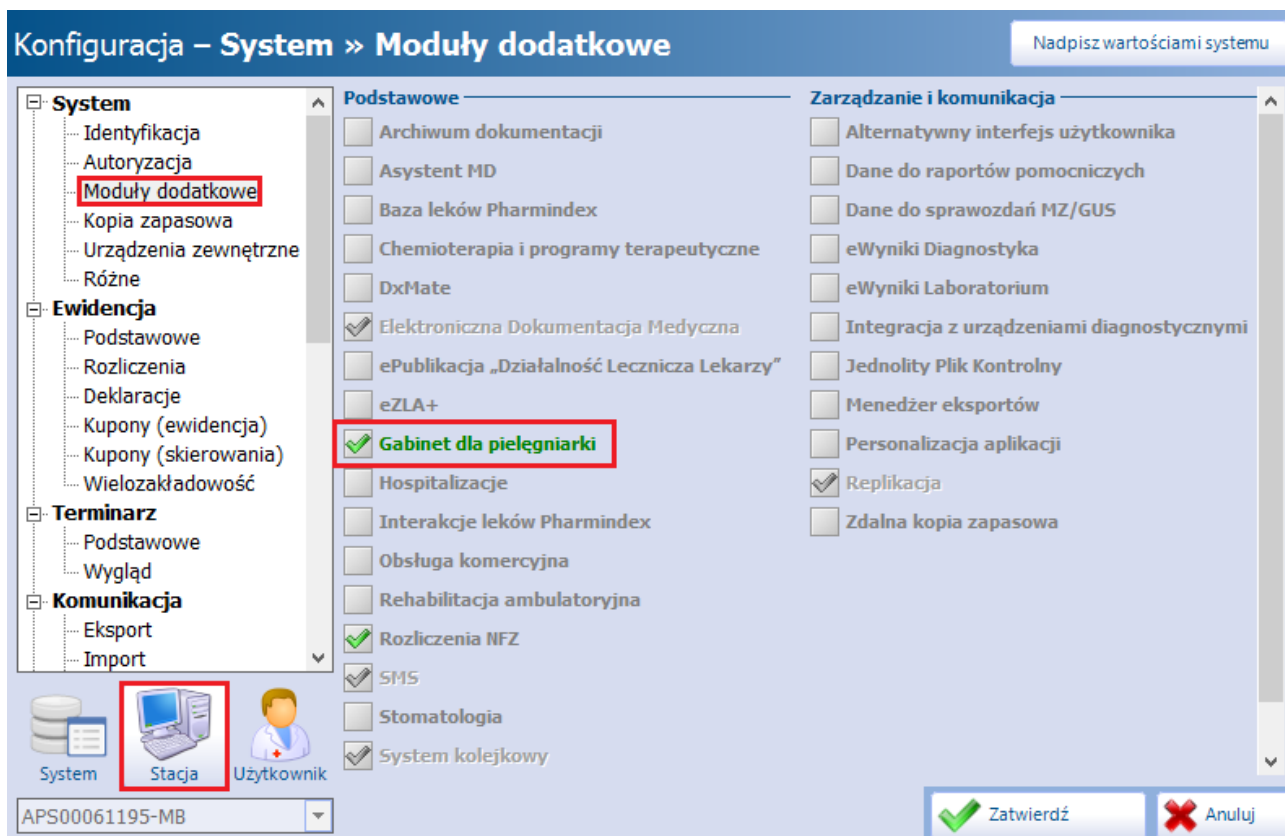 Konfiguracja – System » Moduły dodatkowe
Nadpisz wartościami systemu
System
Identyfikacja
Autoryzacja
Moduły dodatkowe
Kopia zapasowa
Urządzenia zewnętrzne
Różne
Ewidencja
Podstawowe
Rozliczenia
Deklaracje
Kupony (ewidencja)
Kupony (skierowania)
Wielozakładowość
Terminarz
Podstawowe
Wygląd
Komunikacja
Eksport
Import
System
Stacja
Użytkownik
APS00061195-MB
Podstawowe
Archiwum dokumentacji
Asystent MD
Baza leków Pharmindex
Chemioterapia i programy terapeutyczne
DxMate
Elektroniczna Dokumentacja Medyczna
ePublikacja „Działalność Lecznicza Lekarzy”
eZLA+
Gabinet dla pielęgniarki
Hospitalizacje
Interakcje leków Pharmindex
Obsługa komercyjna
Rehabilitacja ambulatoryjna
Rozliczenia NFZ
SMS
Stomatologia
System kolejkowy
Zarządzanie i komunikacja
Alternatywny interfejs użytkownika
Dane do raportów pomocniczych
Dane do sprawozdań MZ/GUS
eWyniki Diagnostyka
eWyniki Laboratorium
Integracja z urządzeniami diagnostycznymi
Jednolity Plik Kontrolny
Menedżer eksportów
Personalizacja aplikacji
Replikacja
Zdalna kopia zapasowa
Zatwierdź
Anuluj